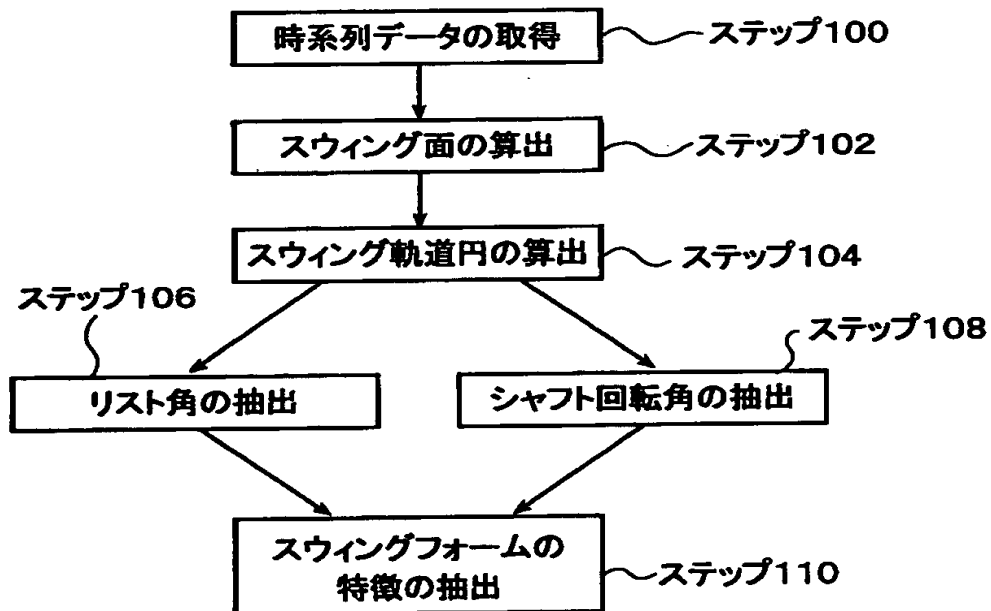 時系列データの取得
ステップ100
スウィング面の算出
ステップ102
スウィング軌道円の算出
ステップ104
ステップ106
ステップ108
リスト角の抽出
シャフト回転角の抽出
スウィングフォームの
特徴の抽出
ステップ110